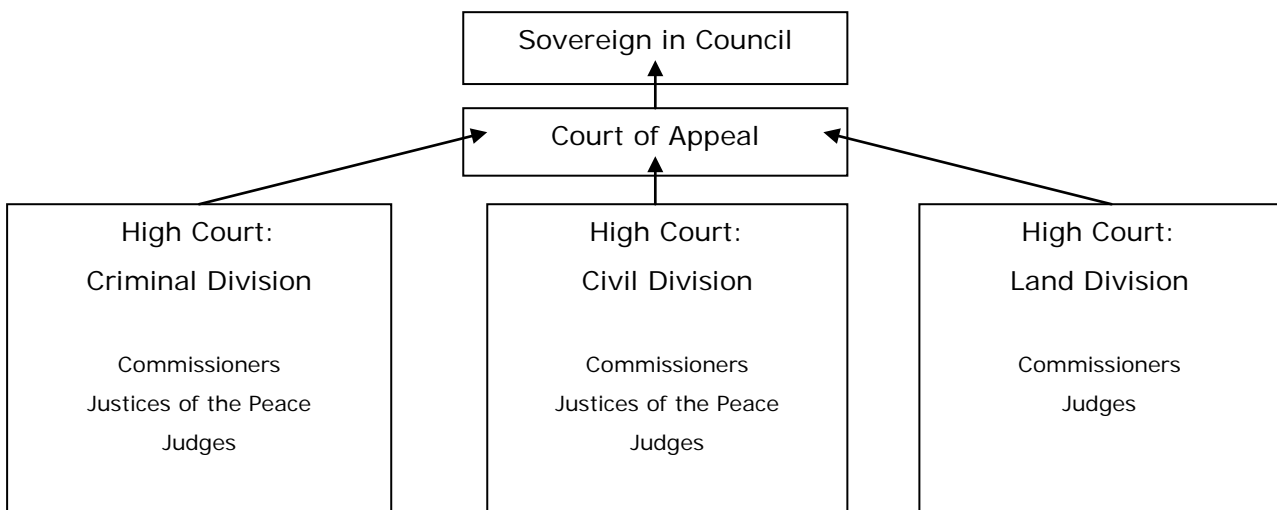 Sovereign in Council
Court of Appeal
High Court:
Criminal Division
Commissioners
Justices of the Peace
Judges
High Court:
Civil Division
Commissioners
Justices of the Peace
Judges
High Court:
Land Division
Commissioners
Judges